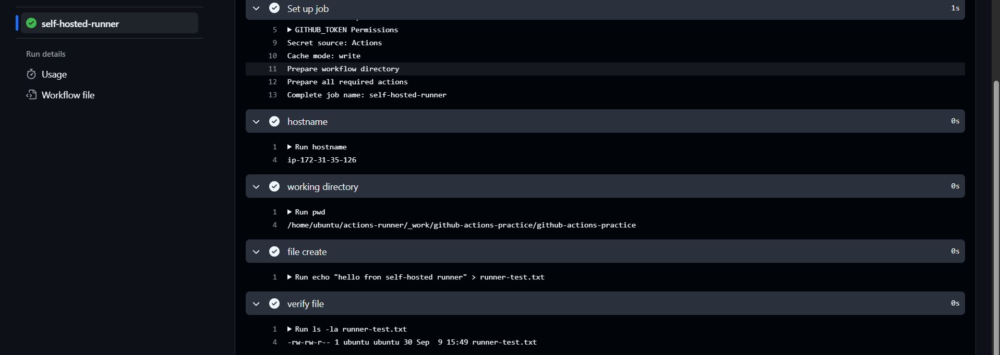 self-hosted-runner
Run details
Usage
Workflow file
Set up job 1s
5 GITHUB_TOKEN Permissions
9 Secret source: Actions
10 Cache mode: write
11 Prepare workflow directory
12 Prepare all required actions
13 Complete job name: self-hosted-runner
hostname 0s
1 Run hostname
4 ip-172-31-35-126
working directory 0s
1 Run pwd
4 /home/ubuntu/actions-runner/_work/github-actions-practice/github-actions-practice
file create 0s
1 Run echo "hello fron self-hosted runner" > runner-test.txt
verify file 0s
1 Run ls -la runner-test.txt
4 -rw-rw-r-- 1 ubuntu ubuntu 30 Sep  9 15:49 runner-test.txt